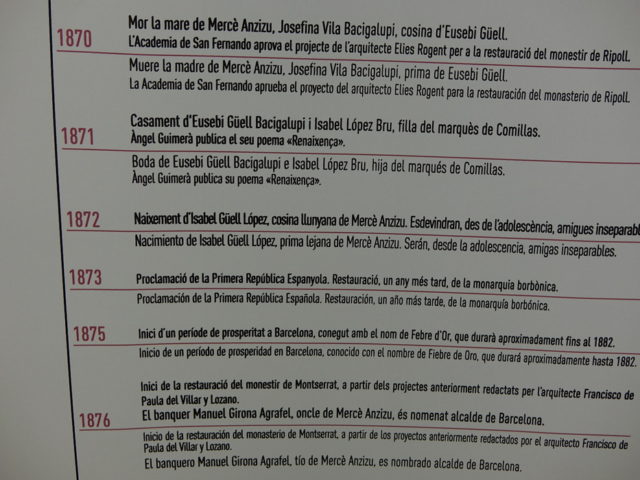 1870
Mor la mare de Mercè Anzizu, Josefina Vila Bacigalupi, cosina d'Eusebi Güell.
L'Academia de San Fernando aprova el projecte de l'arquitecte Elies Rogent per a la restauració del monestir de Ripoll.
Muere la madre de Mercè Anzizu, Josefina Vila Bacigalupi, prima de Eusebi Güell.
La Academia de San Fernando aprueba el proyecto del arquitecto Elies Rogent para la restauración del monasterio de Ripoll.
1871
Casament d'Eusebi Güell Bacigalupi i Isabel López Bru, filla del marquès de Comillas.
Àngel Guimerà publica el seu poema «Renaixença».
Boda de Eusebi Güell Bacigalupi e Isabel López Bru, hija del marqués de Comillas.
Àngel Guimerà publica su poema «Renaixença».
1872
Naixement d'Isabel Güell López, cosina llunyana de Mercè Anzizu. Esdevindran, des de l'adolescència, amigues inseparabl
Nacimiento de Isabel Güell López, prima lejana de Mercè Anzizu. Serán, desde la adolescencia, amigas inseparables.
1873
Proclamació de la Primera República Espanyola. Restauració, un any més tard, de la monarquia borbònica.
Proclamación de la Primera República Española. Restauración, un año más tarde, de la monarquía borbónica.
1875
Inici d'un període de prosperitat a Barcelona, conegut amb el nom de Febre d'Or, que durarà aproximadament fins al 1882.
Inicio de un período de prosperidad en Barcelona, conocido con el nombre de Fiebre de Oro, que durará aproximadamente hasta 1882.
1876
Inici de la restauració del monestir de Montserrat, a partir dels projectes anteriorment redactats per l'arquitecte Francisco de
Paula del Villar y Lozano.
El banquer Manuel Girona Agrafel, oncle de Mercè Anzizu, és nomenat alcalde de Barcelona.
Inicio de la restauración del monasterio de Montserrat, a partir de los proyectos anteriormente redactados por el arquitecto Francisco de
Paula del Villar y Lozano.
El banquero Manuel Girona Agrafel, tío de Mercè Anzizu, es nombrado alcalde de Barcelona.